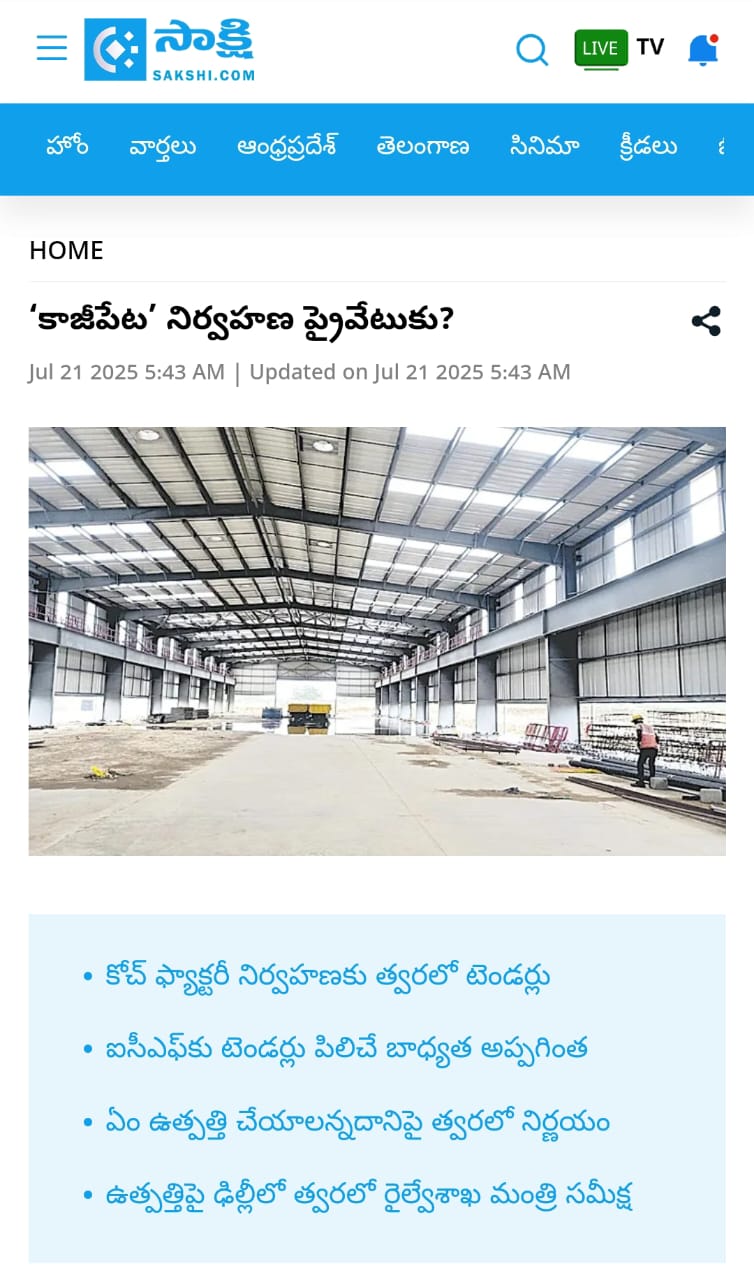 సాక్షి
SAKSHI.COM
LIVE TV
హోం వార్తలు ఆంధ్రప్రదేశ్ తెలంగాణ సినిమా క్రీడలు
HOME
‘కాజీపేట’ నిర్వహణ ప్రైవేటుకు?
Jul 21 2025 5:43 AM | Updated on Jul 21 2025 5:43 AM
• కోచ్ ఫ్యాక్టరీ నిర్వహణకు త్వరలో టెండర్లు
• ఐసీఎఫ్‌కు టెండర్లు పిలిచే బాధ్యత అప్పగింత
• ఏం ఉత్పత్తి చేయాలన్నదానిపై త్వరలో నిర్ణయం
• ఉత్పత్తిపై ఢిల్లీలో త్వరలో రైల్వేశాఖ మంత్రి సమీక్ష